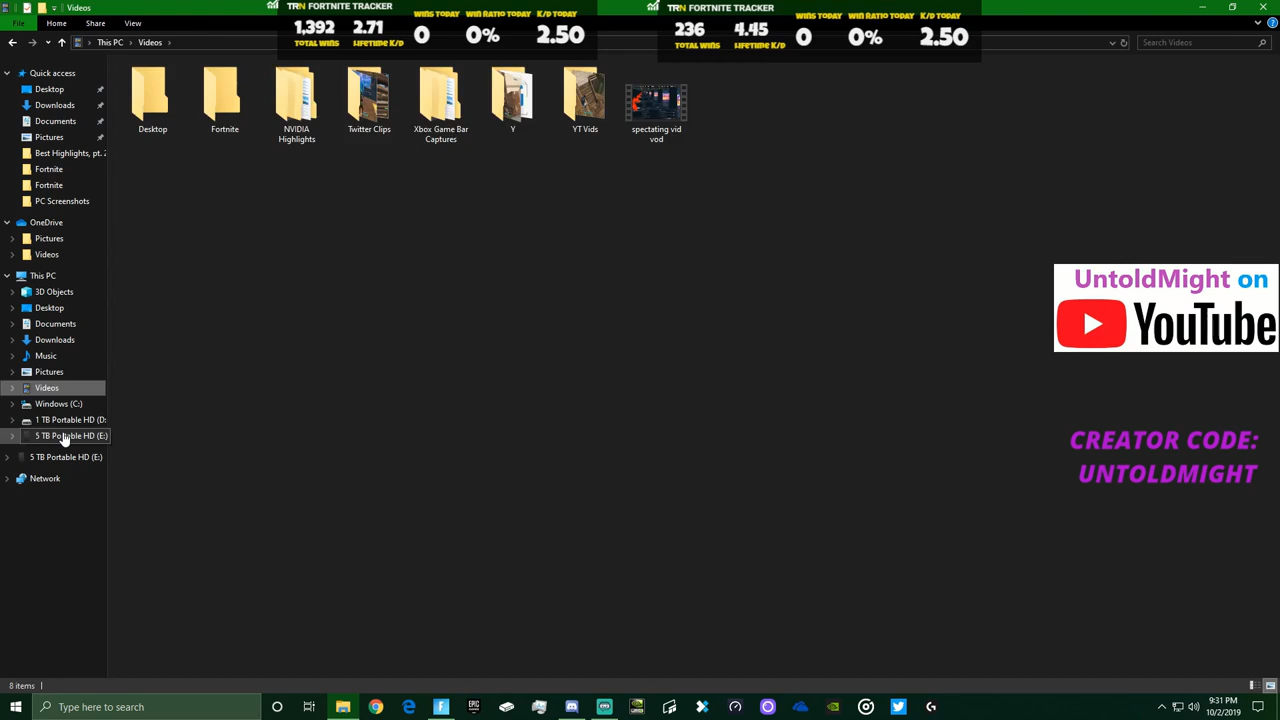 Videos
TRN FORTNITE TRACKER
1,392
TOTAL WINS
2.71
LIFETIME K/D
WINS TODAY
0
WIN RATIO TODAY
0%
K/D TODAY
2.50
TRN FORTNITE TRACKER
236
TOTAL WINS
4.45
LIFETIME K/D
WINS TODAY
0
WIN RATIO TODAY
0%
K/D TODAY
2.50
File Home Share View
This PC > Videos >
Search Videos
Quick access
Desktop
Downloads
Documents
Pictures
Best Highlights, pt. 2
Fortnite
Fortnite
PC Screenshots
OneDrive
Pictures
Videos
This PC
3D Objects
Desktop
Documents
Downloads
Music
Pictures
Videos
Windows (C:)
1 TB Portable HD (D:
5 TB Portable HD (E:)
5 TB Portable HD (E:)
Network
Desktop
Fortnite
NVIDIA
Highlights
Twitter Clips
Xbox Game Bar
Captures
Y
YT Vids
spectating vid
vod
UntoldMight on
YouTube
CREATOR CODE:
UNTOLDMIGHT
8 items
Type here to search
EPIC
9:31 PM
10/2/2019